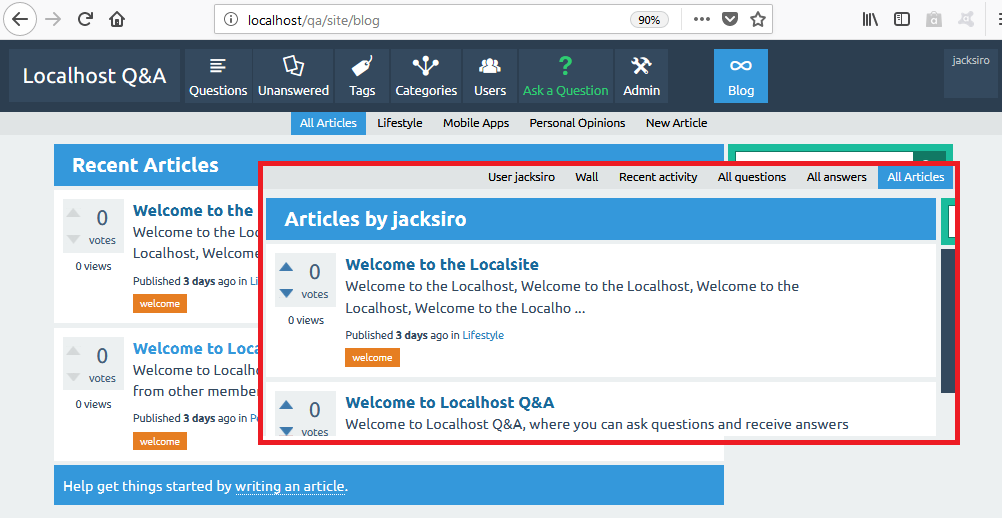 localhost/qa/site/blog
90%
Localhost Q&A
Questions
Unanswered
Tags
Categories
Users
Ask a Question
Admin
Blog
jacksiro
All Articles
Lifestyle
Mobile Apps
Personal Opinions
New Article
Recent Articles
0
votes
0 views
Welcome to the
Welcome to the Loc
Localhost, Welcome
Published 3 days ago in Li
welcome
0
votes
0 views
Welcome to Loca
Welcome to Localho
from other member
Published 3 days ago in Pe
welcome
Help get things started by writing an article.
User jacksiro
Wall
Recent activity
All questions
All answers
All Articles
Articles by jacksiro
0
votes
0 views
Welcome to the Localsite
Welcome to the Localhost, Welcome to the Localhost, Welcome to the
Localhost, Welcome to the Localho ...
Published 3 days ago in Lifestyle
welcome
0
votes
Welcome to Localhost Q&A
Welcome to Localhost Q&A, where you can ask questions and receive answers